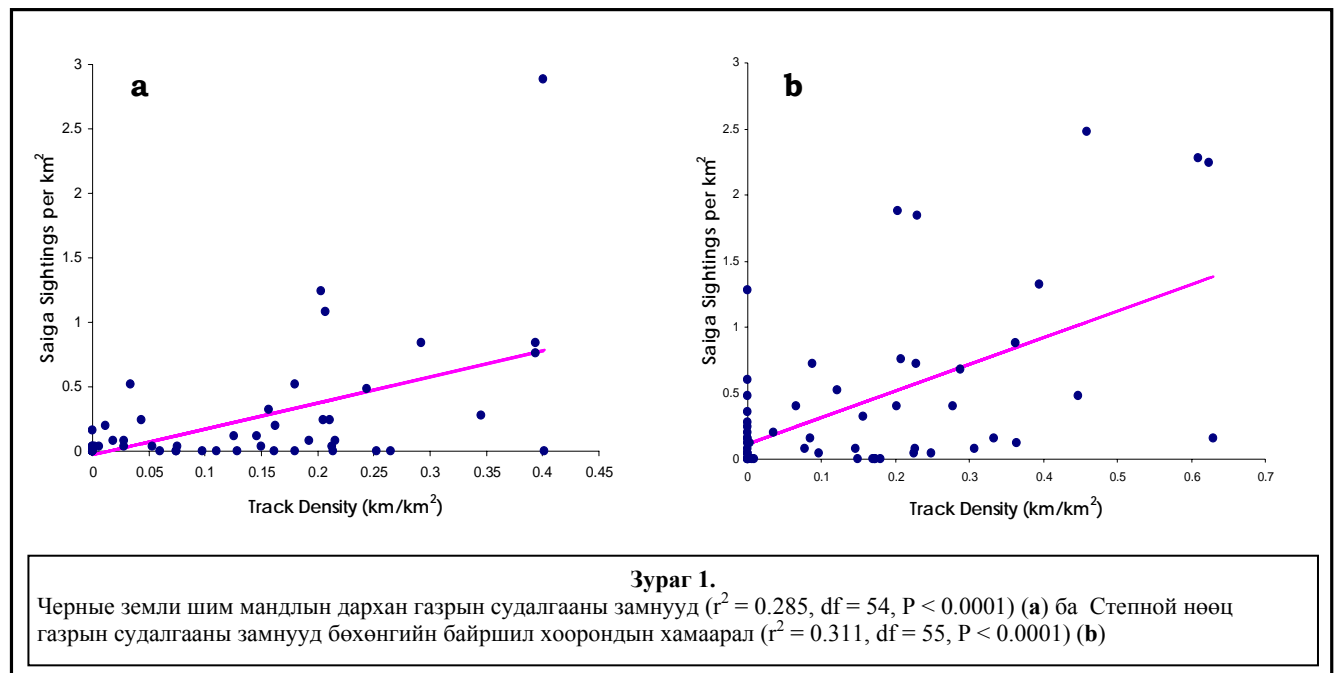 a
Saiga Sightings per km²
3
2.5
2
1.5
1
0.5
0
0 0.05 0.1 0.15 0.2 0.25 0.3 0.35 0.4 0.45
Track Density (km/km²)
b
Saiga Sightings per km²
3
2.5
2
1.5
1
0.5
0
0 0.1 0.2 0.3 0.4 0.5 0.6 0.7
Track Density (km/km²)
Зураг 1.
Черные земли шим мандлын дархан газрын судалгааны замнууд (r² = 0.285, df = 54, P < 0.0001) (a) ба Степной нөөц
газрын судалгааны замнууд бөхөнгийн байршил хоорондын хамаарал (r² = 0.311, df = 55, P < 0.0001) (b)